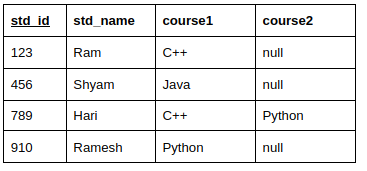 std_id std_name course1 course2
123 Ram C++ null
456 Shyam Java null
789 Hari C++ Python
910 Ramesh Python null